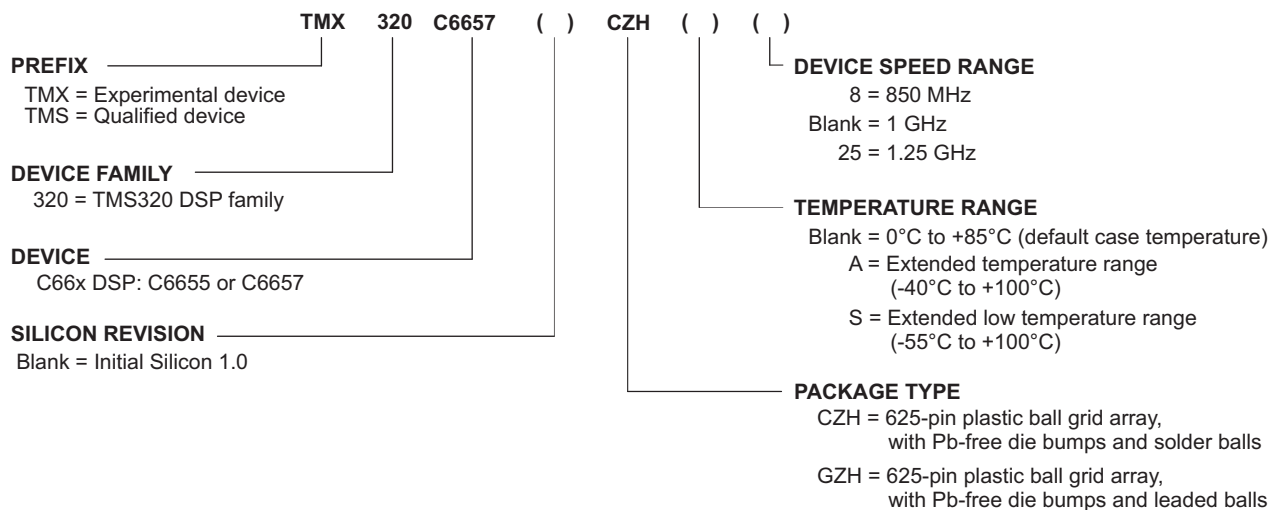 TMX 320 C6657 ( ) CZH ( ) ( )
PREFIX
TMX = Experimental device
TMS = Qualified device
DEVICE FAMILY
320 = TMS320 DSP family
DEVICE
C66x DSP: C6655 or C6657
SILICON REVISION
Blank = Initial Silicon 1.0
DEVICE SPEED RANGE
8 = 850 MHz
Blank = 1 GHz
25 = 1.25 GHz
TEMPERATURE RANGE
Blank = 0°C to +85°C (default case temperature)
A = Extended temperature range
(-40°C to +100°C)
S = Extended low temperature range
(-55°C to +100°C)
PACKAGE TYPE
CZH = 625-pin plastic ball grid array,
with Pb-free die bumps and solder balls
GZH = 625-pin plastic ball grid array,
with Pb-free die bumps and leaded balls